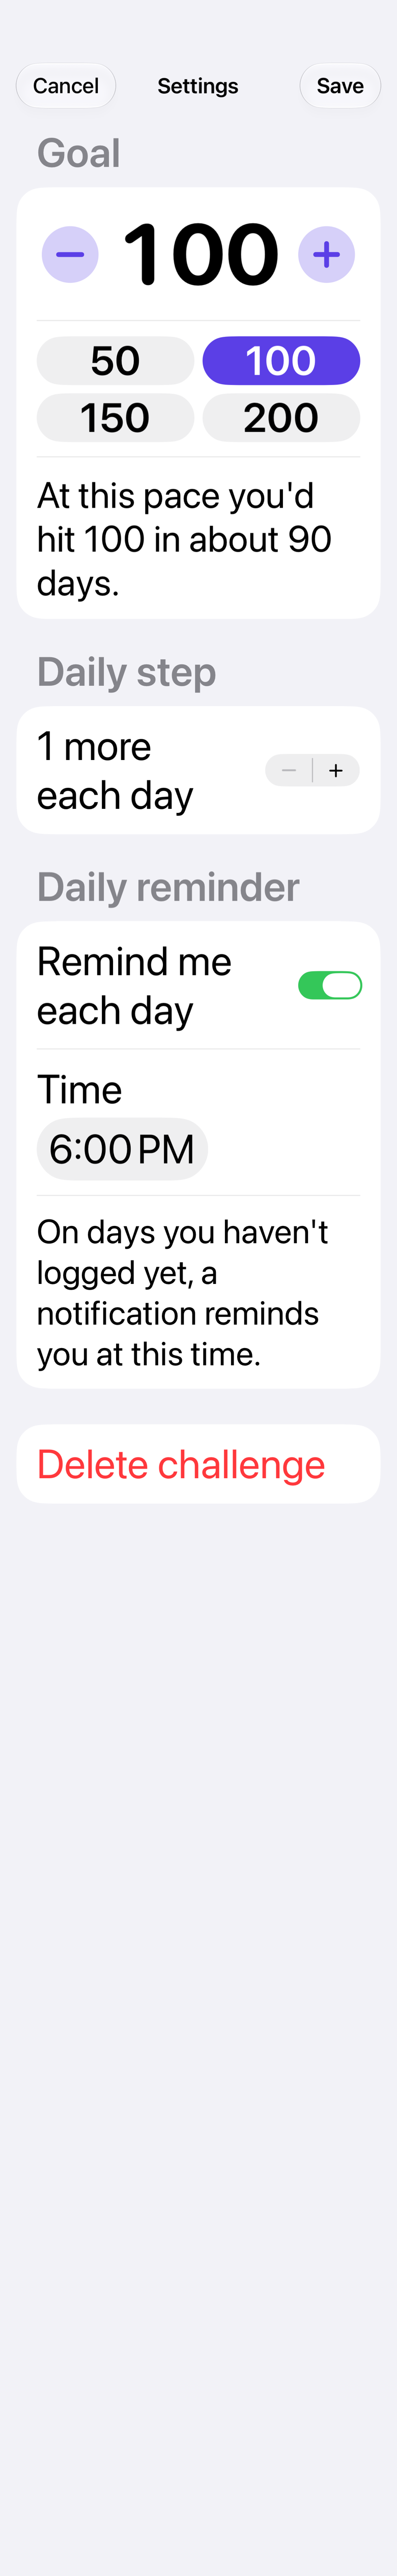 Cancel
Settings
Save
Goal
100
50
100
150
200
At this pace you'd
hit 100 in about 90
days.
Daily step
1 more
each day
Daily reminder
Remind me
each day
Time
6:00 PM
On days you haven't
logged yet, a
notification reminds
you at this time.
Delete challenge